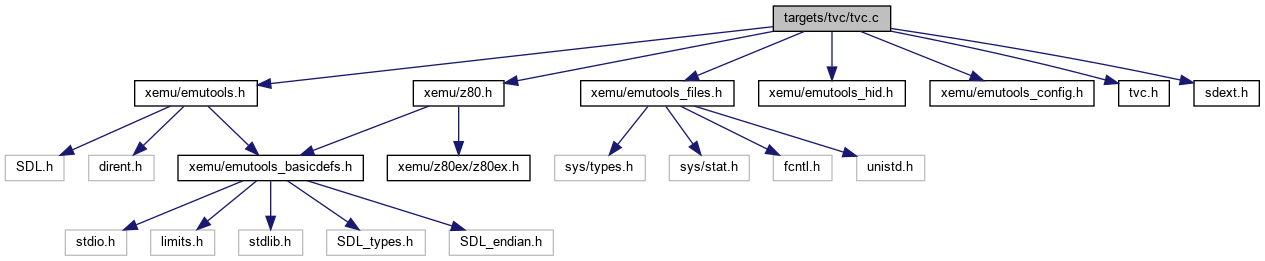 targets/tvc/tvc.c
xemu/emutools.h
xemu/z80.h
xemu/emutools_files.h
xemu/emutools_hid.h
xemu/emutools_config.h
tvc.h
sdext.h
SDL.h
dirent.h
xemu/emutools_basicdefs.h
xemu/z80ex/z80ex.h
sys/types.h
sys/stat.h
fcntl.h
unistd.h
stdio.h
limits.h
stdlib.h
SDL_types.h
SDL_endian.h